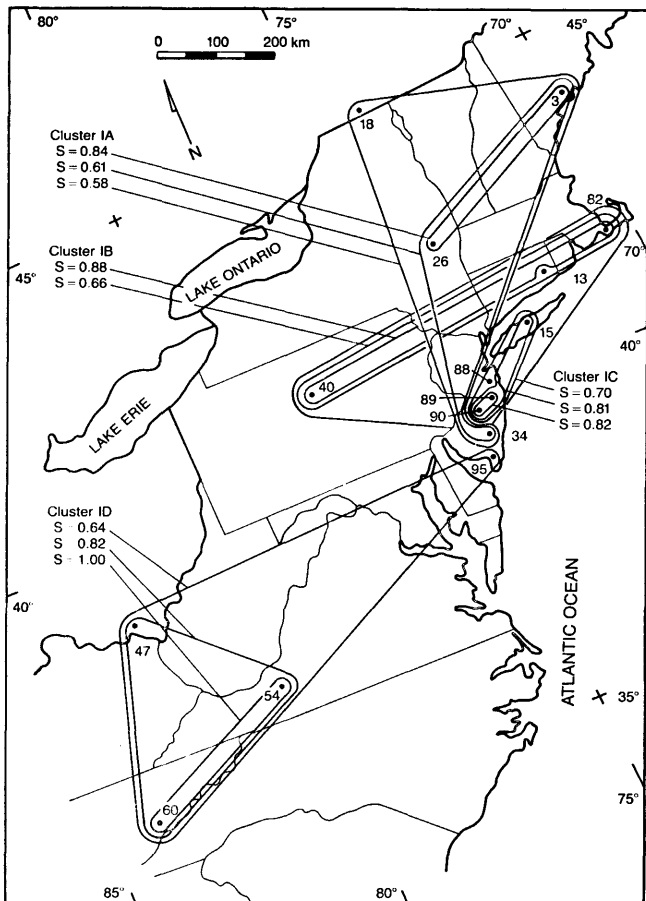 80°
75°
70°
45°
0 100 200 km
N
Cluster IA
S = 0.84
S = 0.61
S = 0.58
18
3
Cluster IB
S = 0.88
S = 0.66
26
82
70°
45°
LAKE ONTARIO
13
15
40°
LAKE ERIE
40
88
89
90
Cluster IC
S = 0.70
S = 0.81
S = 0.82
34
95
Cluster ID
S = 0.64
S 0.82
S = 1.00
40°
47
54
ATLANTIC OCEAN
35°
60
75°
85°
80°